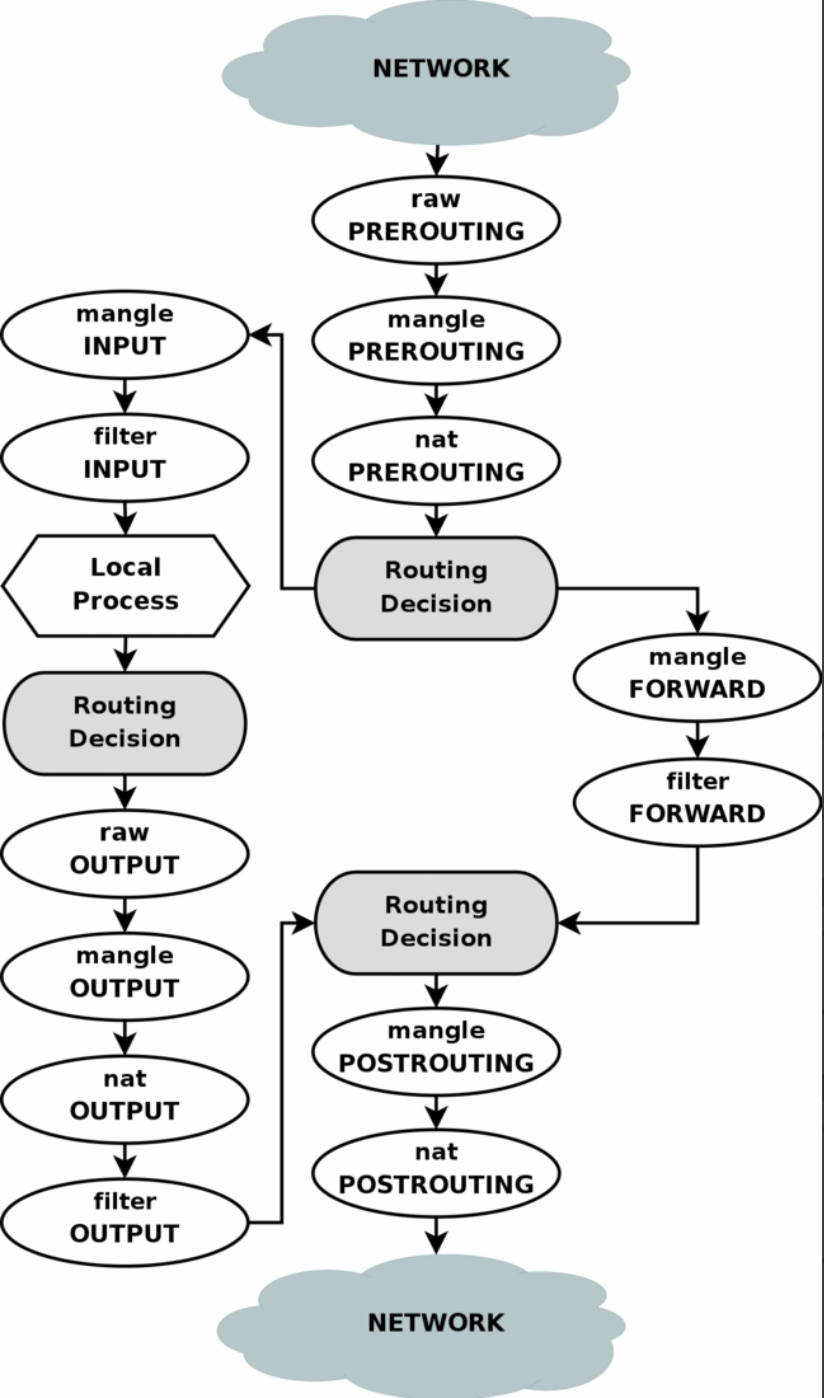 NETWORK
raw
PREROUTING
mangle
PREROUTING
nat
PREROUTING
Routing
Decision
mangle
INPUT
filter
INPUT
Local
Process
Routing
Decision
raw
OUTPUT
mangle
OUTPUT
nat
OUTPUT
filter
OUTPUT
mangle
FORWARD
filter
FORWARD
Routing
Decision
mangle
POSTROUTING
nat
POSTROUTING
NETWORK